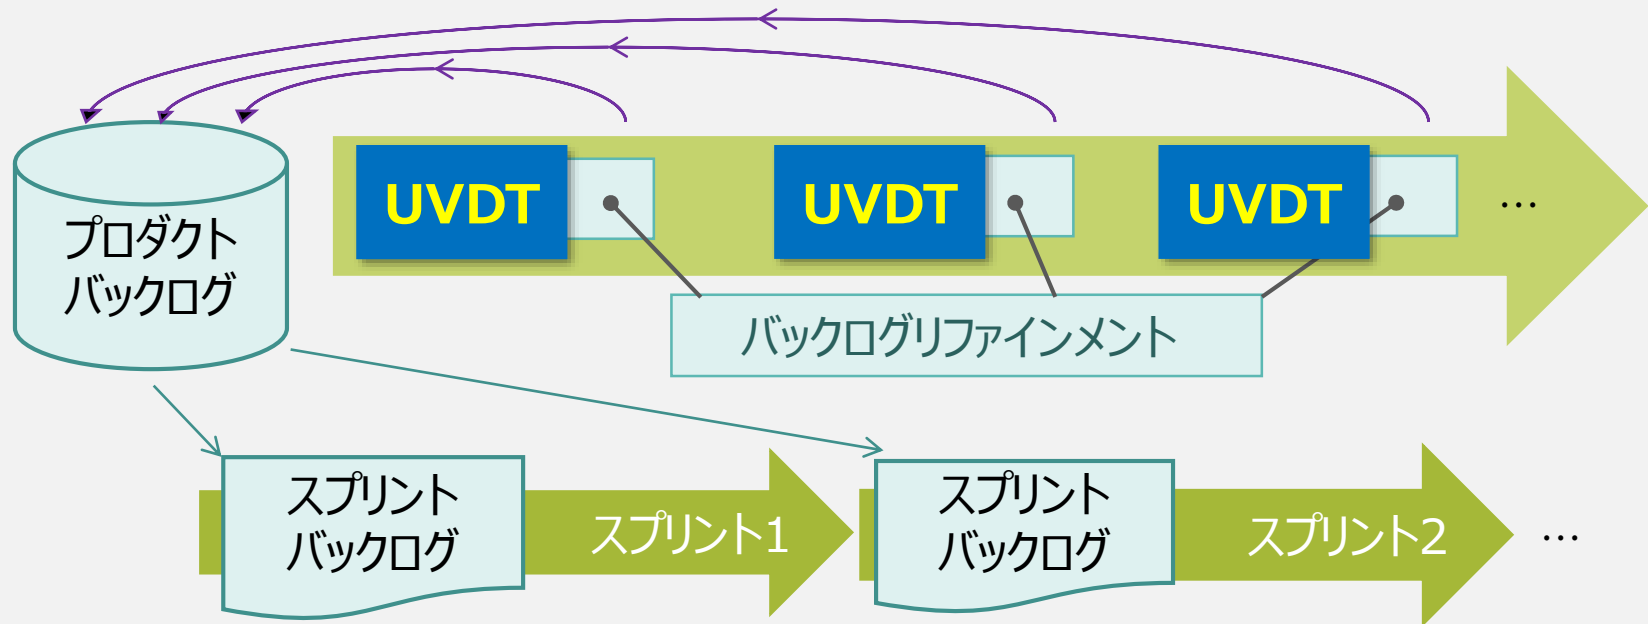 プロダクト
バックログ
UVDT
UVDT
UVDT
…
バックログリファインメント
スプリント
バックログ
スプリント1
スプリント
バックログ
スプリント2
…